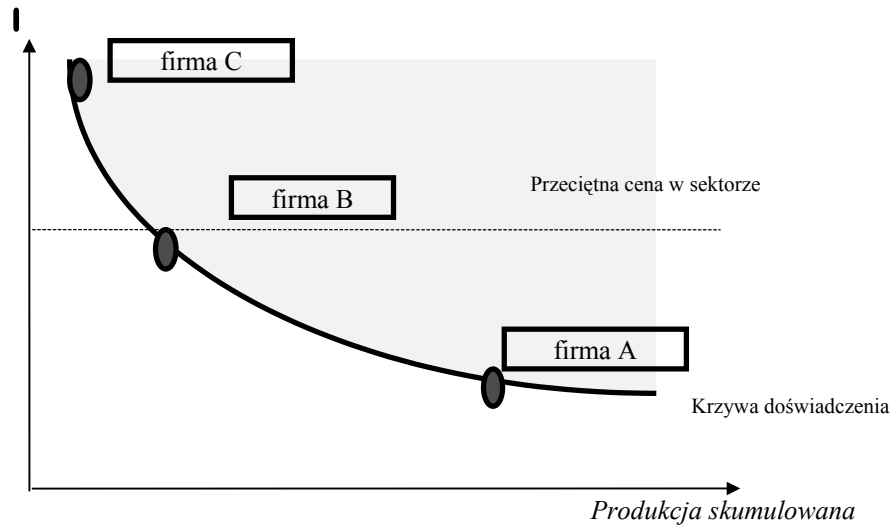 firma C
firma B
Przeciętna cena w sektorze
firma A
Krzywa doświadczenia
Produkcja skumulowana